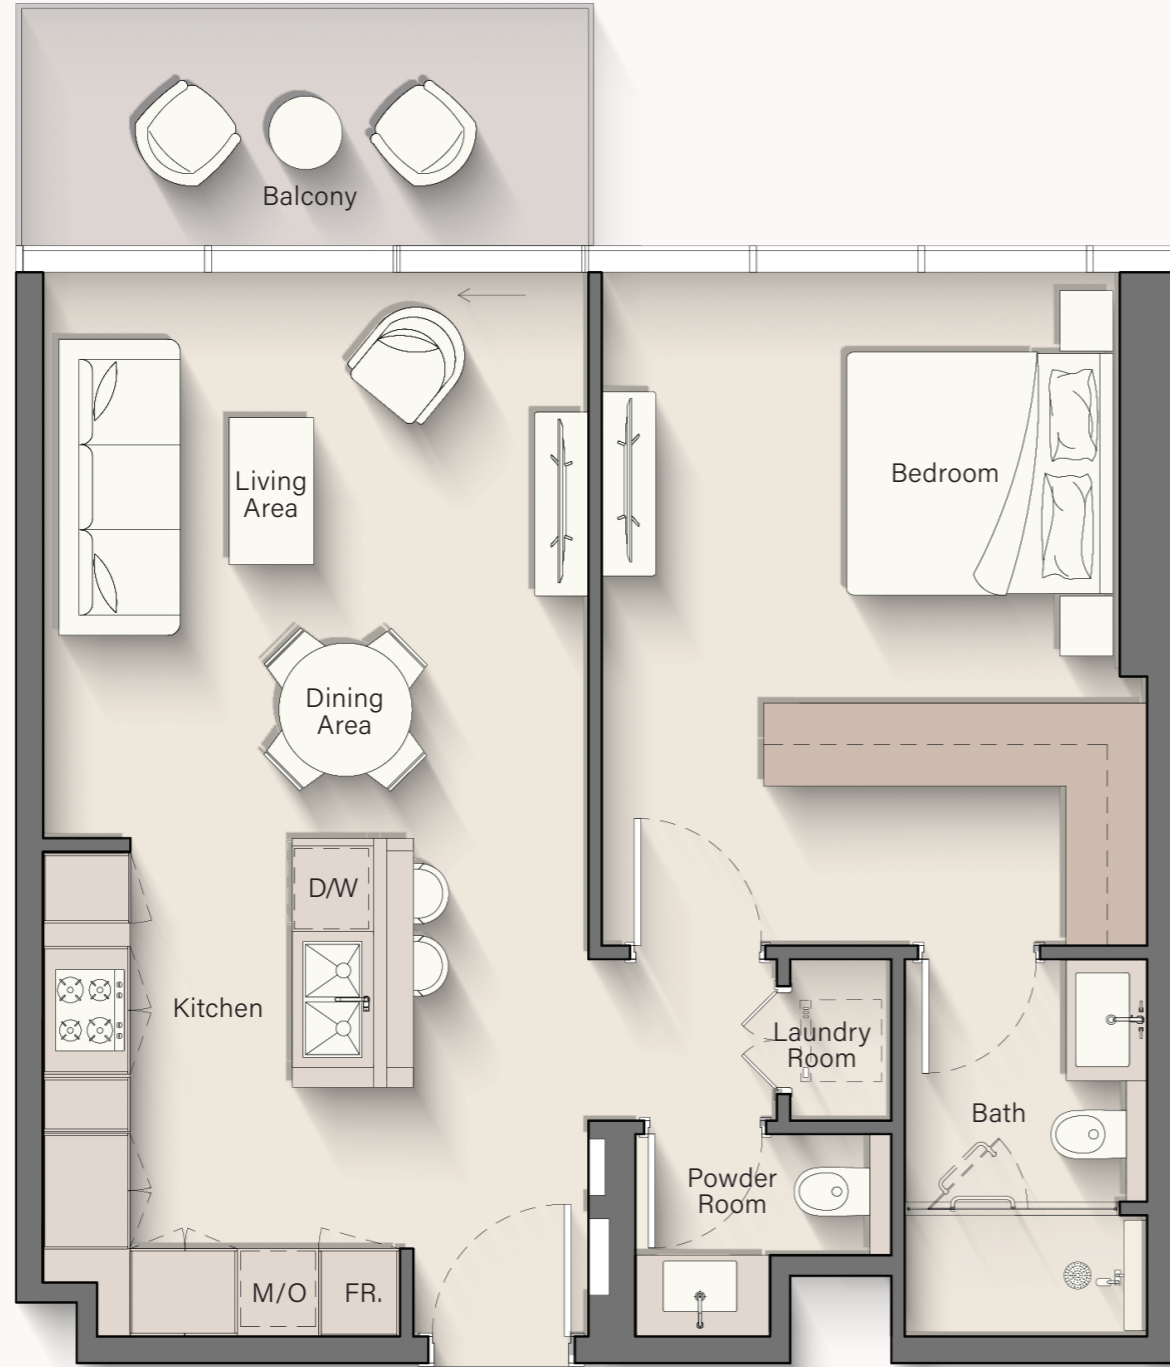 Balcony
Living
Area
Bedroom
Dining
Area
D/W
Kitchen
Laundry
Room
Bath
Powder
Room
M/O
FR.